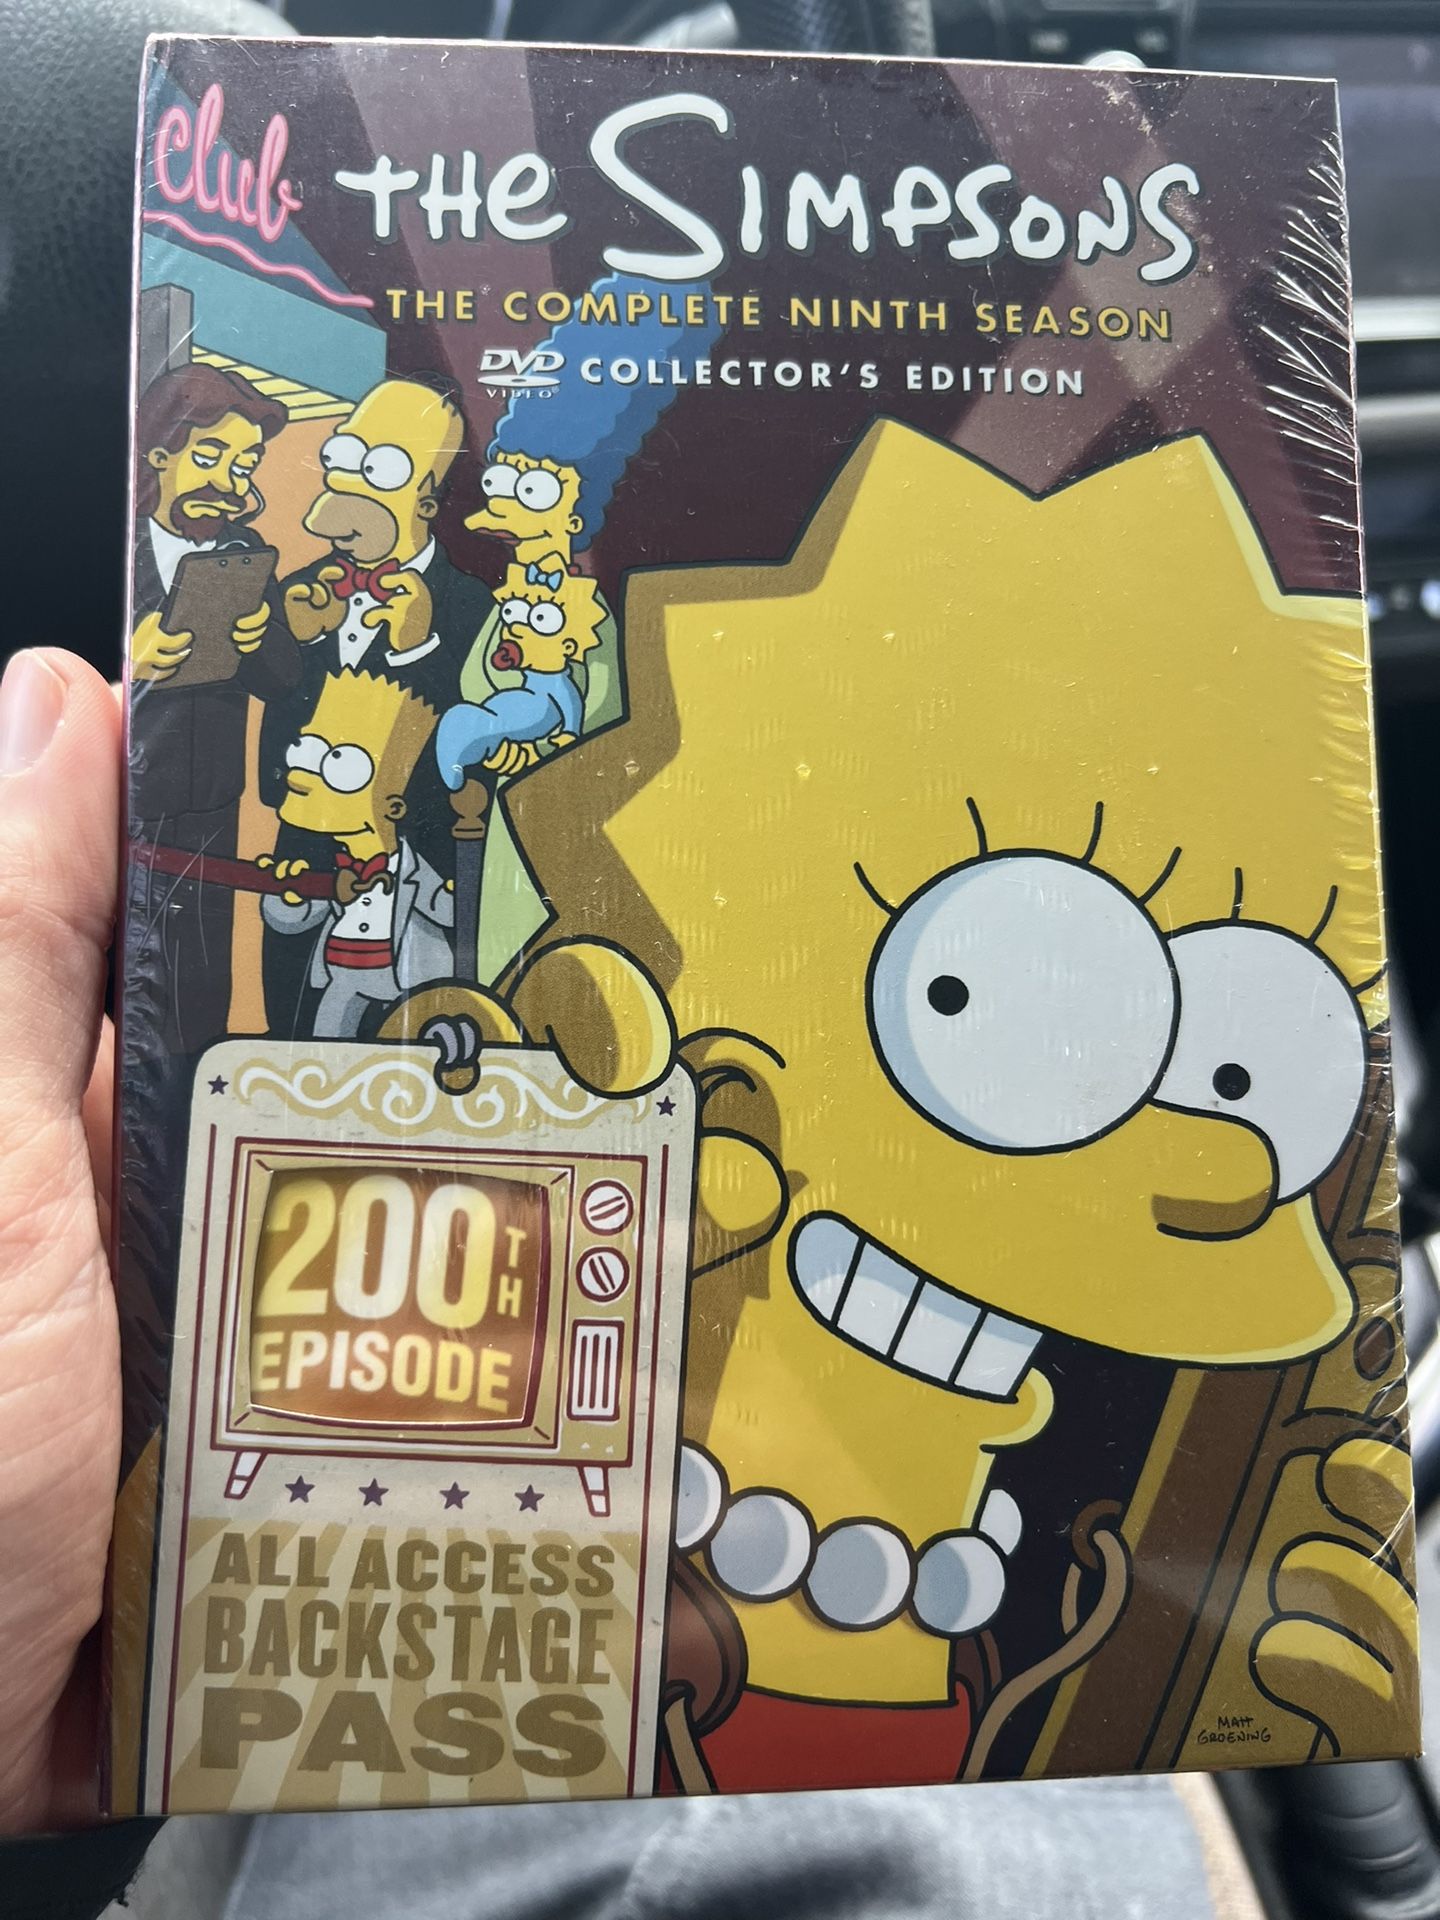 club
THE SIMPSONS
THE COMPLETE NINTH SEASON
DVD VIDEO COLLECTOR'S EDITION
200TH
EPISODE
ALL ACCESS
BACKSTAGE
PASS
MATT
GROENING